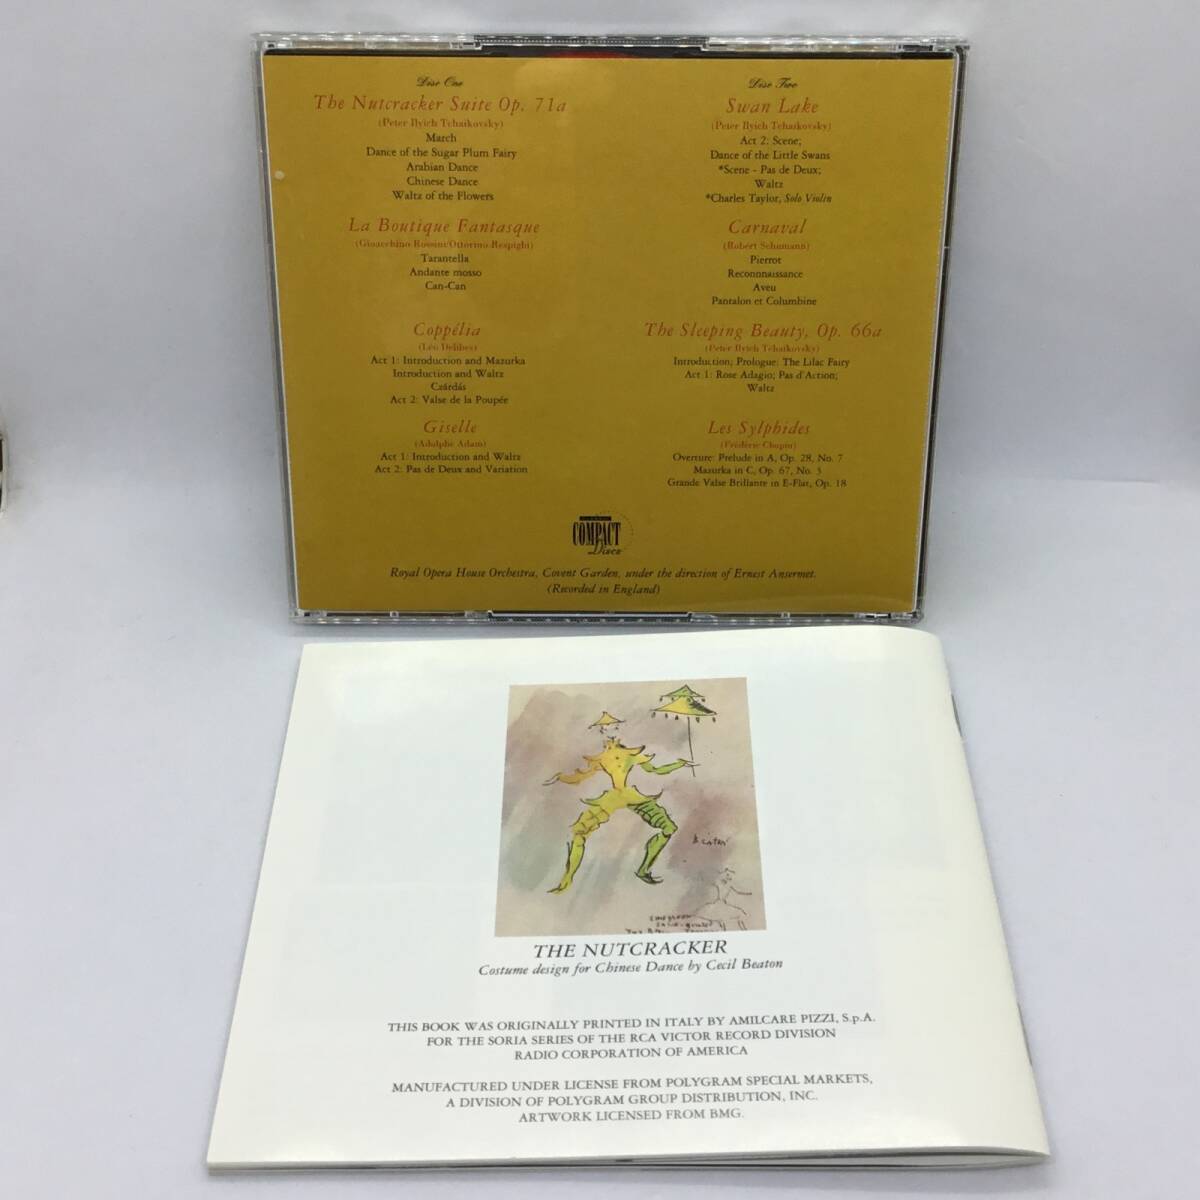 Disc One
The Nutcracker Suite Op. 71a
(Peter Ilyich Tchaikovsky)
March
Dance of the Sugar Plum Fairy
Arabian Dance
Chinese Dance
Waltz of the Flowers
La Boutique Fantasque
(Gioacchino Rossini/Ottorino Respighi)
Tarantella
Andante mosso
Can-Can
Coppélia
(Léo Delibes)
Act 1: Introduction and Mazurka
Introduction and Waltz
Czárdás
Act 2: Valse de la Poupée
Giselle
(Adolphe Adam)
Act 1: Introduction and Waltz
Act 2: Pas de Deux and Variation
Disc Two
Swan Lake
(Peter Ilyich Tchaikovsky)
Act 2: Scene;
Dance of the Little Swans
*Scene - Pas de Deux;
Waltz
*Charles Taylor, Solo Violin
Carnaval
(Robert Schumann)
Pierrot
Reconnnaissance
Aveu
Pantalon et Columbine
The Sleeping Beauty, Op. 66a
(Peter Ilyich Tchaikovsky)
Introduction; Prologue: The Lilac Fairy
Act 1: Rose Adagio; Pas d'Action;
Waltz
Les Sylphides
(Frédéric Chopin)
Overture: Prelude in A, Op. 28, No. 7
Mazurka in C, Op. 67, No. 3
Grande Valse Brillante in E-Flat, Op. 18
COMPACT
Discs
Royal Opera House Orchestra, Covent Garden, under the direction of Ernest Ansermet.
(Recorded in England)
THE NUTCRACKER
Costume design for Chinese Dance by Cecil Beaton
THIS BOOK WAS ORIGINALLY PRINTED IN ITALY BY AMILCARE PIZZI, S.p.A.
FOR THE SORIA SERIES OF THE RCA VICTOR RECORD DIVISION
RADIO CORPORATION OF AMERICA
MANUFACTURED UNDER LICENSE FROM POLYGRAM SPECIAL MARKETS,
A DIVISION OF POLYGRAM GROUP DISTRIBUTION, INC.
ARTWORK LICENSED FROM BMG.